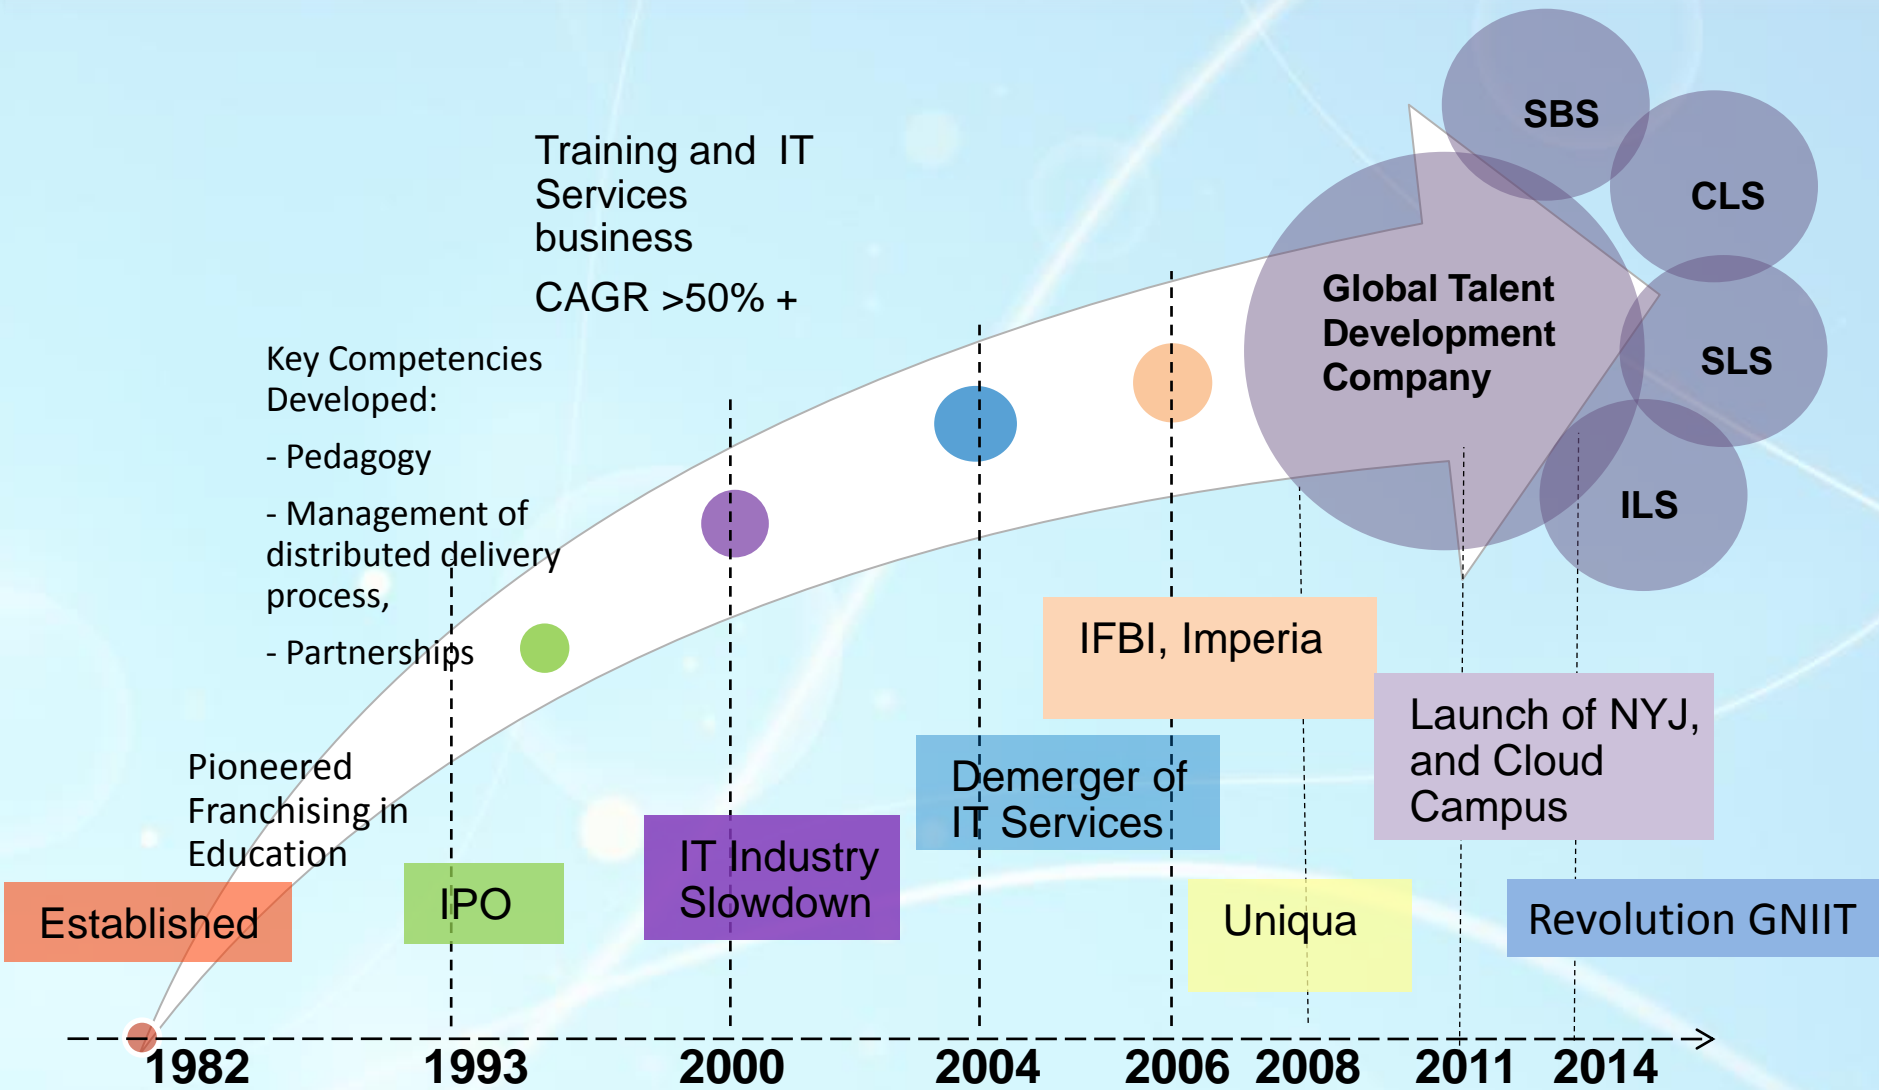 SBS
CLS
SLS
ILS
Training and  IT
Services
business
CAGR >50% +
Global Talent
Development
Company
Key Competencies
Developed:
- Pedagogy
- Management of
distributed delivery
process,
- Partnerships
Pioneered
Franchising in
Education
Established
IPO
IT Industry
Slowdown
Demerger of
IT Services
IFBI, Imperia
Uniqua
Launch of NYJ,
and Cloud
Campus
Revolution GNIIT
1982 1993 2000 2004 2006 2008 2011 2014